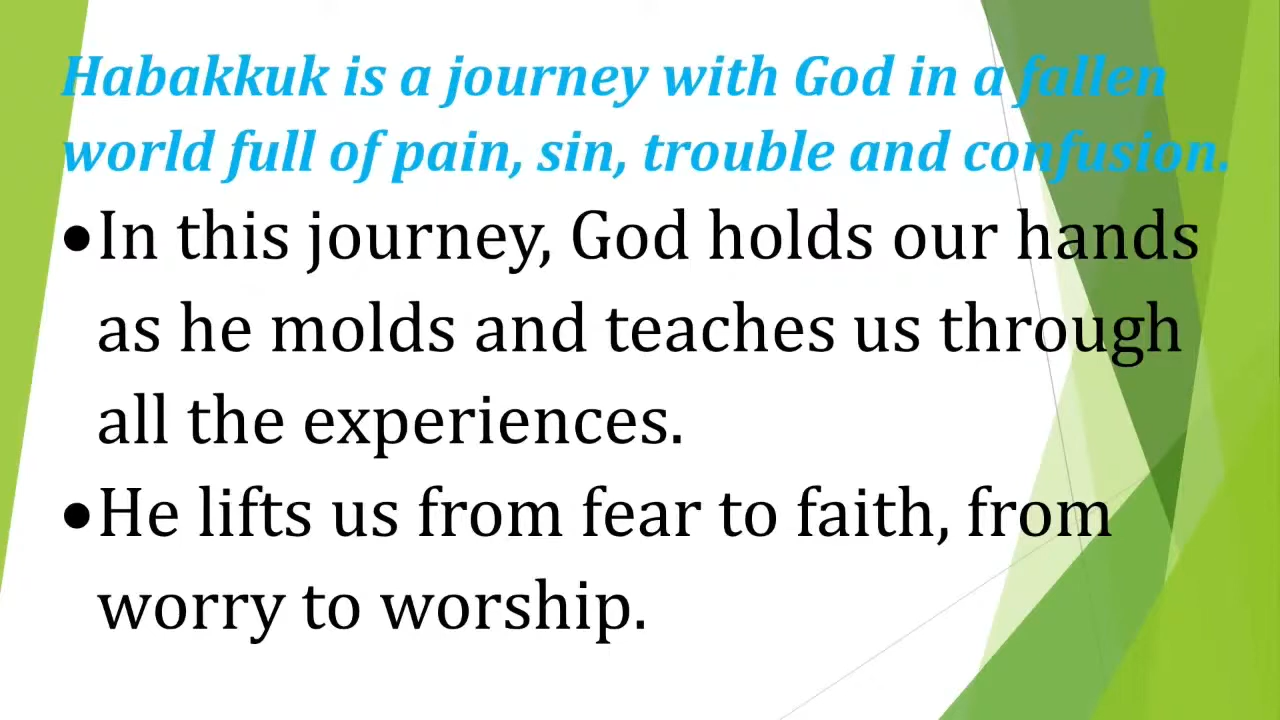 Habakkuk is a journey with God in a fallen
world full of pain, sin, trouble and confusion.
•In this journey, God holds our hands
as he molds and teaches us through
all the experiences.
•He lifts us from fear to faith, from
worry to worship.